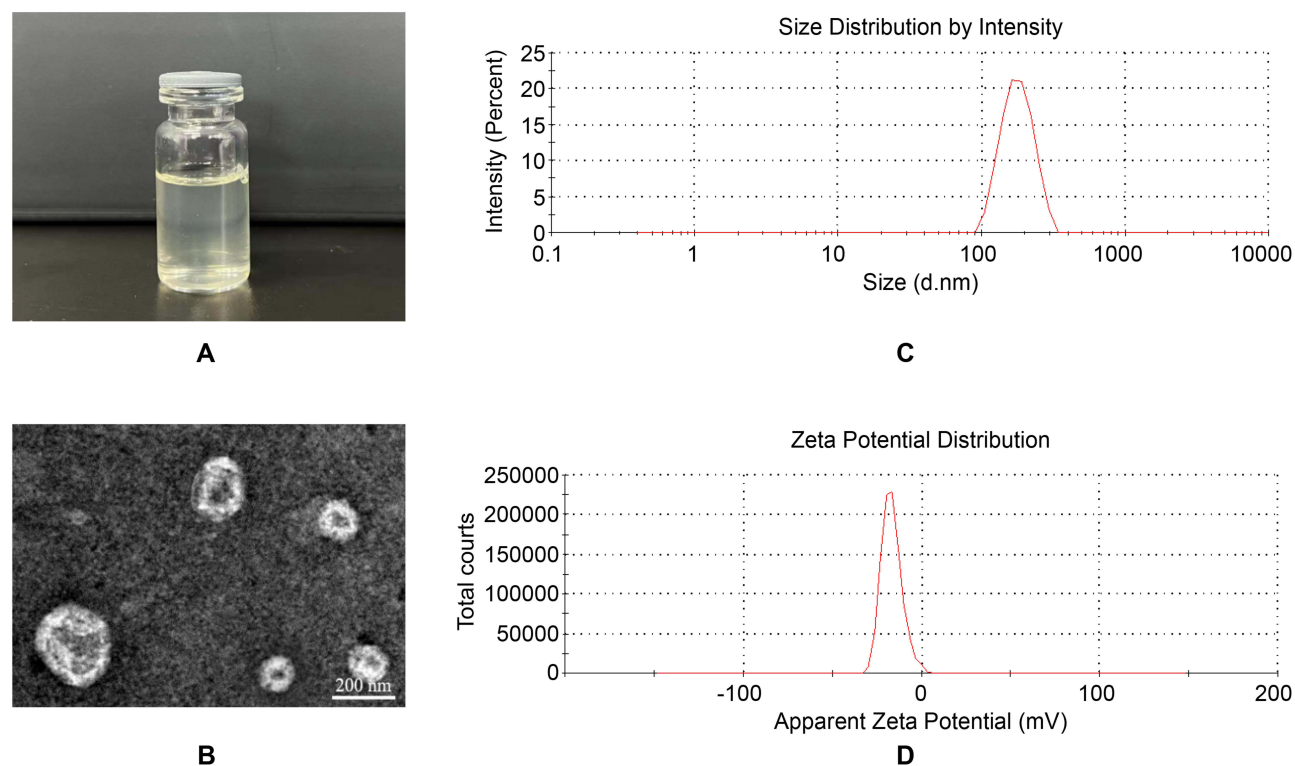 A
Size Distribution by Intensity
Intensity (Percent)
25
20
15
10
5
0
0.1 1 10 100 1000 10000
Size (d.nm)
C
200 nm
B
Zeta Potential Distribution
Total courts
250000
200000
150000
100000
50000
0
-100 0 100 200
Apparent Zeta Potential (mV)
D